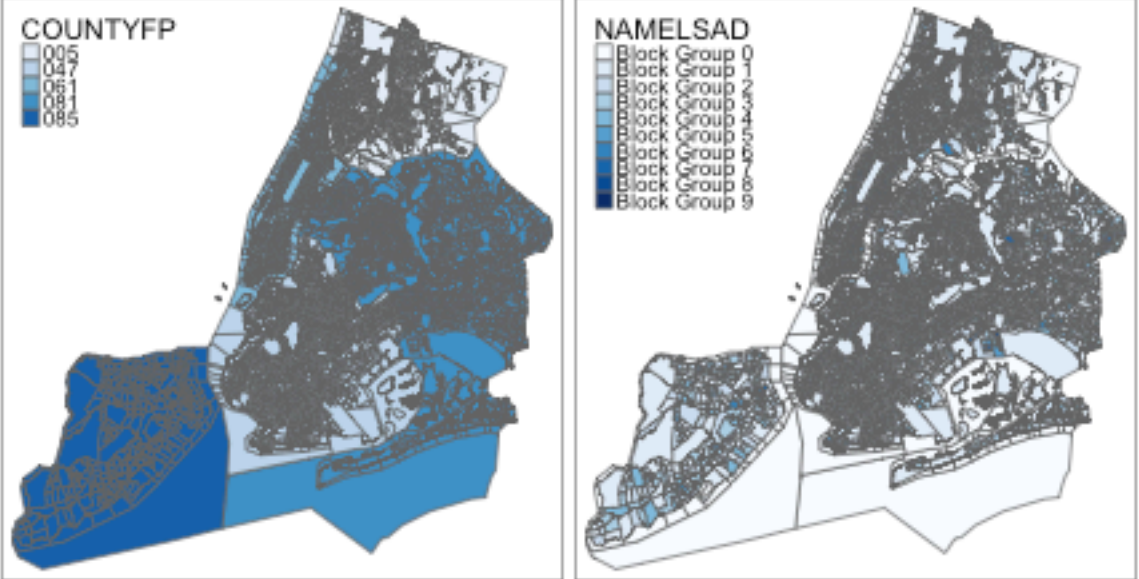 COUNTYFP
005
047
061
081
085
NAMELSAD
Block Group 0
Block Group 1
Block Group 2
Block Group 3
Block Group 4
Block Group 5
Block Group 6
Block Group 7
Block Group 8
Block Group 9